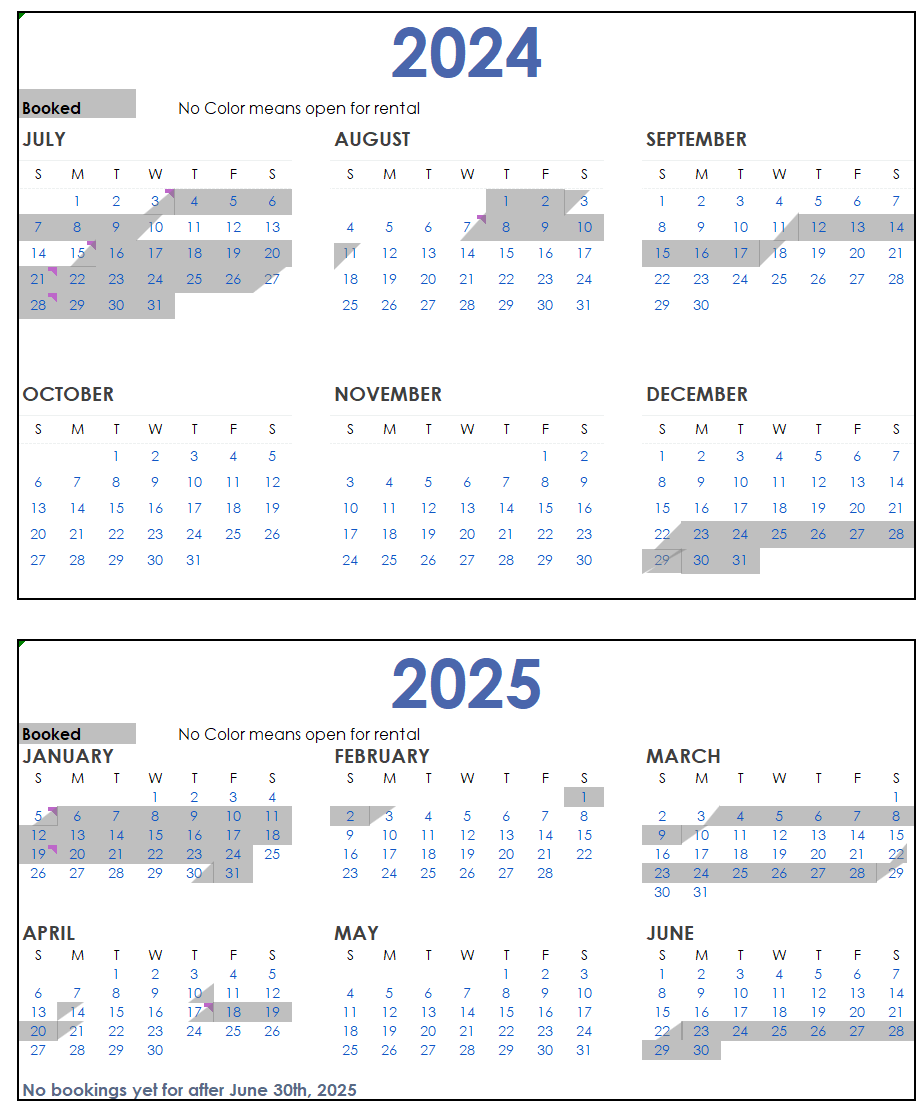 2024
Booked No Color means open for rental
JULY AUGUST SEPTEMBER
S M T W T F S S M T W T F S S M T W T F S
1 2 3 4 5 6 1 2 3 1 2 3 4 5 6 7
7 8 9 10 11 12 13 4 5 6 7 8 9 10 8 9 10 11 12 13 14
14 15 16 17 18 19 20 11 12 13 14 15 16 17 15 16 17 18 19 20 21
21 22 23 24 25 26 27 18 19 20 21 22 23 24 22 23 24 25 26 27 28
28 29 30 31 25 26 27 28 29 30 31 29 30
OCTOBER NOVEMBER DECEMBER
S M T W T F S S M T W T F S S M T W T F S
1 2 3 4 5 1 2 1 2 3 4 5 6 7
6 7 8 9 10 11 12 3 4 5 6 7 8 9 8 9 10 11 12 13 14
13 14 15 16 17 18 19 10 11 12 13 14 15 16 15 16 17 18 19 20 21
20 21 22 23 24 25 26 17 18 19 20 21 22 23 22 23 24 25 26 27 28
27 28 29 30 31 24 25 26 27 28 29 30 29 30 31
2025
Booked No Color means open for rental
JANUARY FEBRUARY MARCH
S M T W T F S S M T W T F S S M T W T F S
1 2 3 4 1 1
5 6 7 8 9 10 11 2 3 4 5 6 7 8 2 3 4 5 6 7 8
12 13 14 15 16 17 18 9 10 11 12 13 14 15 9 10 11 12 13 14 15
19 20 21 22 23 24 25 16 17 18 19 20 21 22 16 17 18 19 20 21 22
26 27 28 29 30 31 23 24 25 26 27 28 23 24 25 26 27 28 29
30 31
APRIL MAY JUNE
S M T W T F S S M T W T F S S M T W T F S
1 2 3 4 5 1 2 3 1 2 3 4 5 6 7
6 7 8 9 10 11 12 4 5 6 7 8 9 10 8 9 10 11 12 13 14
13 14 15 16 17 18 19 11 12 13 14 15 16 17 15 16 17 18 19 20 21
20 21 22 23 24 25 26 18 19 20 21 22 23 24 22 23 24 25 26 27 28
27 28 29 30 25 26 27 28 29 30 31 29 30
No bookings yet for after June 30th, 2025